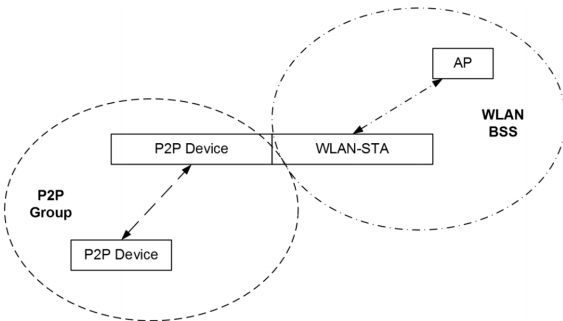 AP
WLAN
BSS
P2P Device
WLAN-STA
P2P
Group
P2P Device